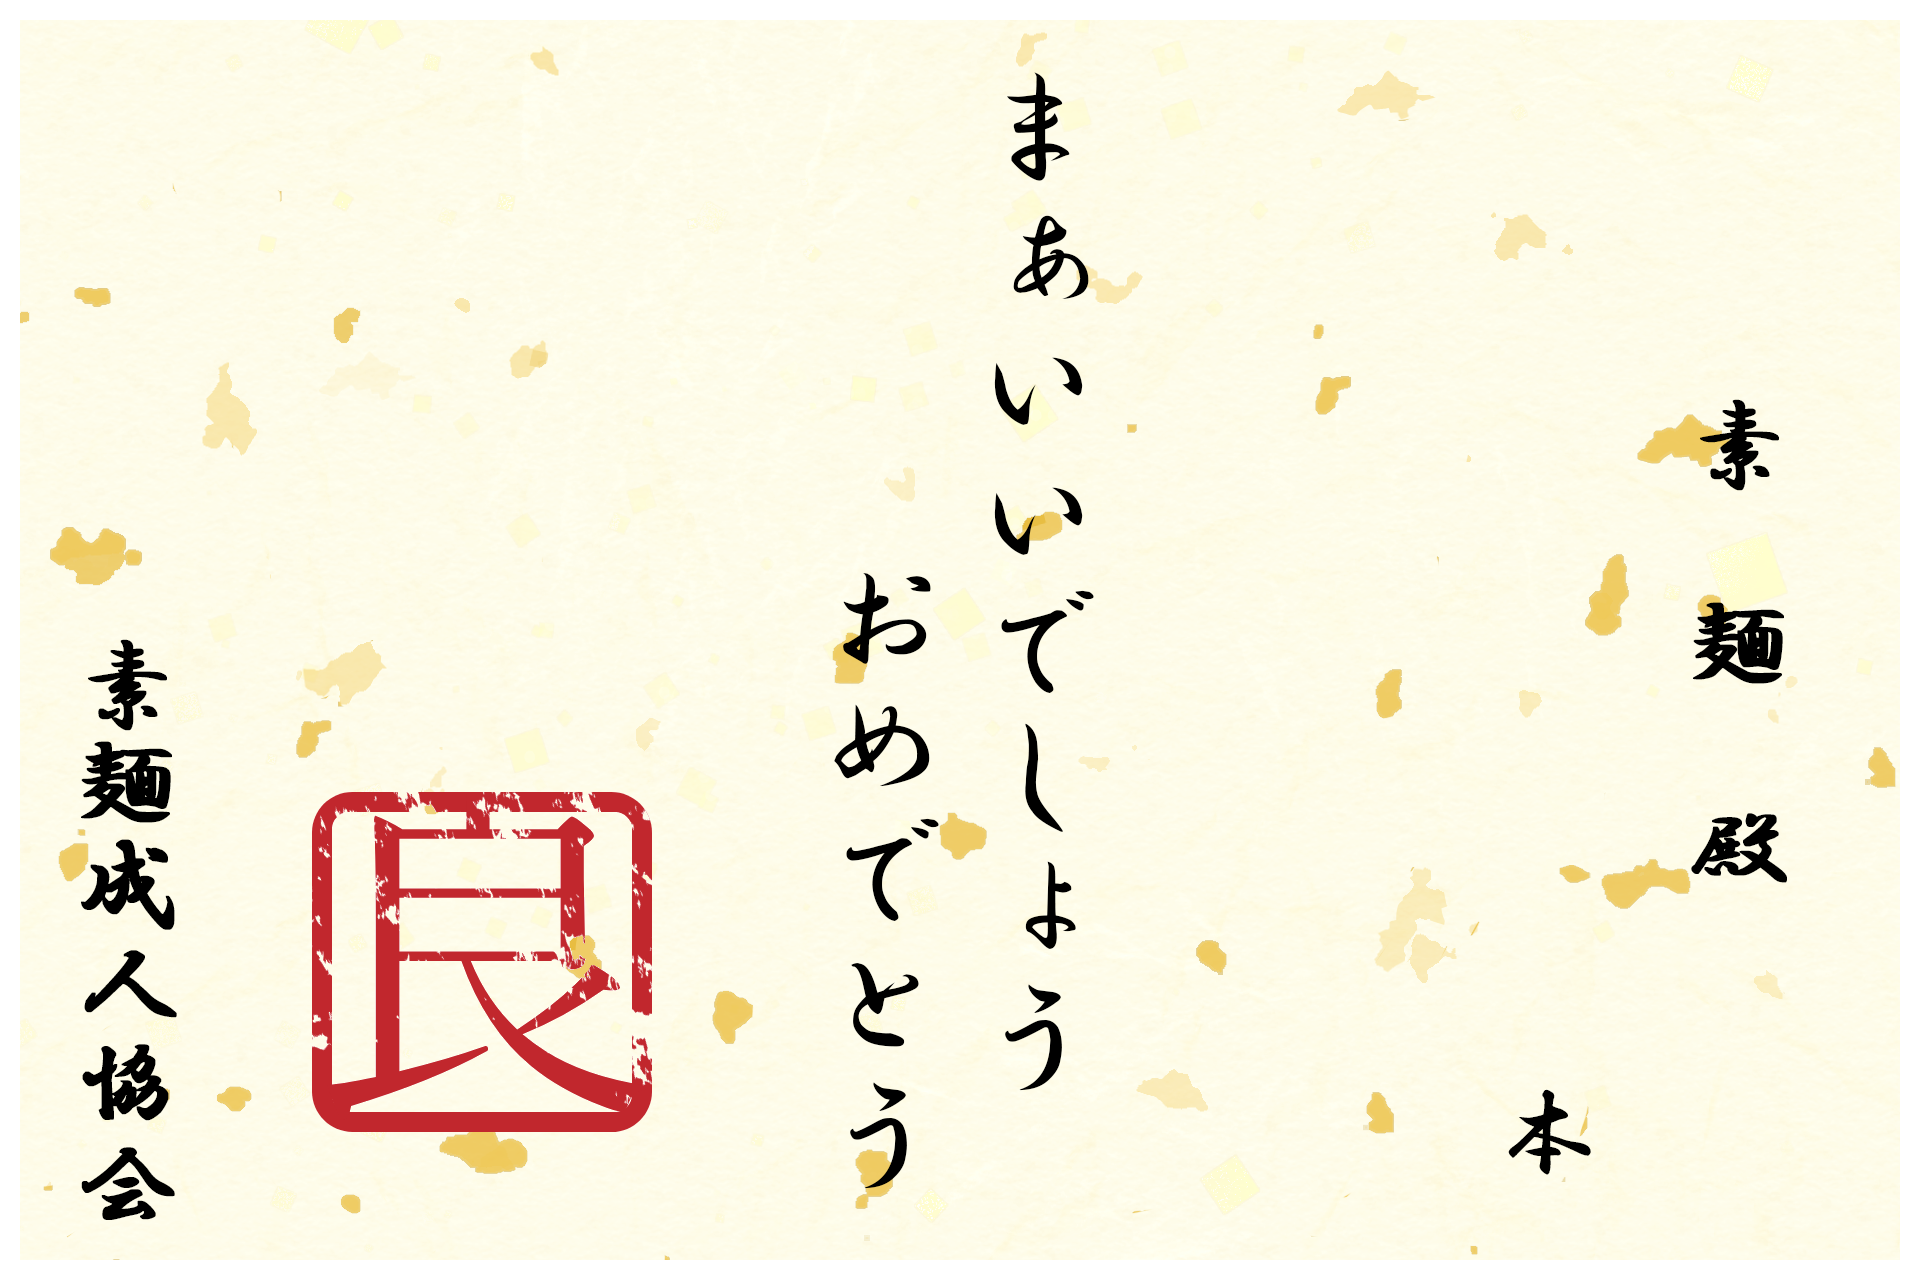 素麺殿
本
まぁいいでしょう
おめでとう
良
素麺成人協会